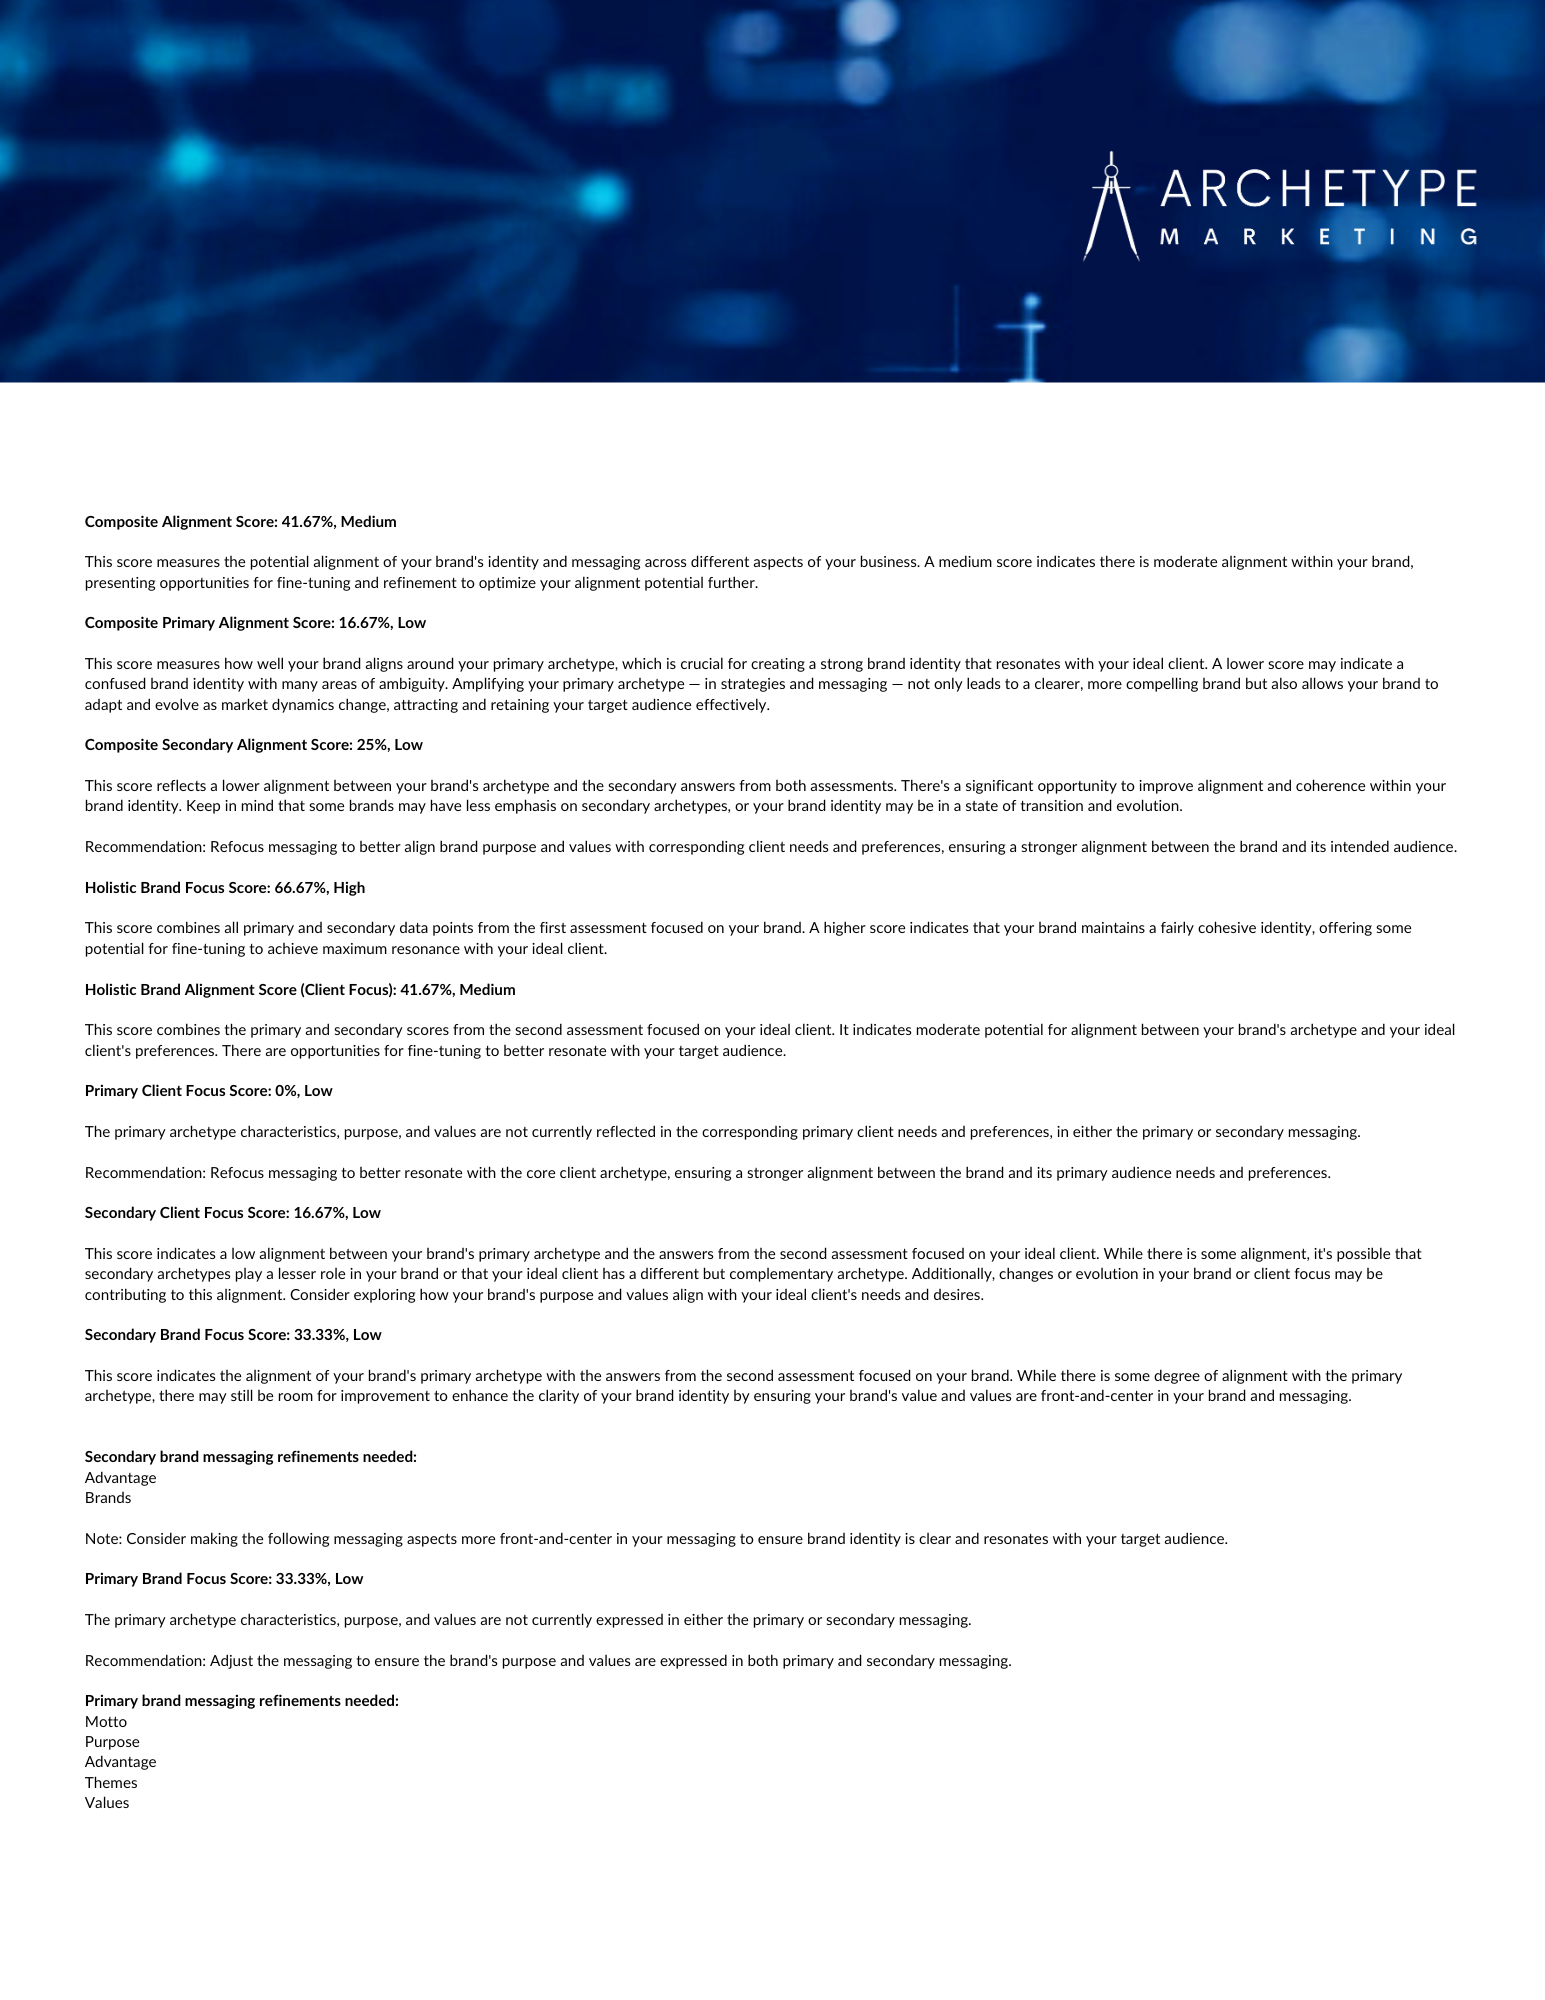 ARCHETYPE
MARKETING
Composite Alignment Score: 41.67%, Medium
This score measures the potential alignment of your brand's identity and messaging across different aspects of your business. A medium score indicates there is moderate alignment within your brand,
presenting opportunities for fine-tuning and refinement to optimize your alignment potential further.
Composite Primary Alignment Score: 16.67%, Low
This score measures how well your brand aligns around your primary archetype, which is crucial for creating a strong brand identity that resonates with your ideal client. A lower score may indicate a
confused brand identity with many areas of ambiguity. Amplifying your primary archetype — in strategies and messaging — not only leads to a clearer, more compelling brand but also allows your brand to
adapt and evolve as market dynamics change, attracting and retaining your target audience effectively.
Composite Secondary Alignment Score: 25%, Low
This score reflects a lower alignment between your brand's archetype and the secondary answers from both assessments. There's a significant opportunity to improve alignment and coherence within your
brand identity. Keep in mind that some brands may have less emphasis on secondary archetypes, or your brand identity may be in a state of transition and evolution.
Recommendation: Refocus messaging to better align brand purpose and values with corresponding client needs and preferences, ensuring a stronger alignment between the brand and its intended audience.
Holistic Brand Focus Score: 66.67%, High
This score combines all primary and secondary data points from the first assessment focused on your brand. A higher score indicates that your brand maintains a fairly cohesive identity, offering some
potential for fine-tuning to achieve maximum resonance with your ideal client.
Holistic Brand Alignment Score (Client Focus): 41.67%, Medium
This score combines the primary and secondary scores from the second assessment focused on your ideal client. It indicates moderate potential for alignment between your brand's archetype and your ideal
client's preferences. There are opportunities for fine-tuning to better resonate with your target audience.
Primary Client Focus Score: 0%, Low
The primary archetype characteristics, purpose, and values are not currently reflected in the corresponding primary client needs and preferences, in either the primary or secondary messaging.
Recommendation: Refocus messaging to better resonate with the core client archetype, ensuring a stronger alignment between the brand and its primary audience needs and preferences.
Secondary Client Focus Score: 16.67%, Low
This score indicates a low alignment between your brand's primary archetype and the answers from the second assessment focused on your ideal client. While there is some alignment, it's possible that
secondary archetypes play a lesser role in your brand or that your ideal client has a different but complementary archetype. Additionally, changes or evolution in your brand or client focus may be
contributing to this alignment. Consider exploring how your brand's purpose and values align with your ideal client's needs and desires.
Secondary Brand Focus Score: 33.33%, Low
This score indicates the alignment of your brand's primary archetype with the answers from the second assessment focused on your brand. While there is some degree of alignment with the primary
archetype, there may still be room for improvement to enhance the clarity of your brand identity by ensuring your brand's value and values are front-and-center in your brand and messaging.
Secondary brand messaging refinements needed:
Advantage
Brands
Note: Consider making the following messaging aspects more front-and-center in your messaging to ensure brand identity is clear and resonates with your target audience.
Primary Brand Focus Score: 33.33%, Low
The primary archetype characteristics, purpose, and values are not currently expressed in either the primary or secondary messaging.
Recommendation: Adjust the messaging to ensure the brand's purpose and values are expressed in both primary and secondary messaging.
Primary brand messaging refinements needed:
Motto
Purpose
Advantage
Themes
Values